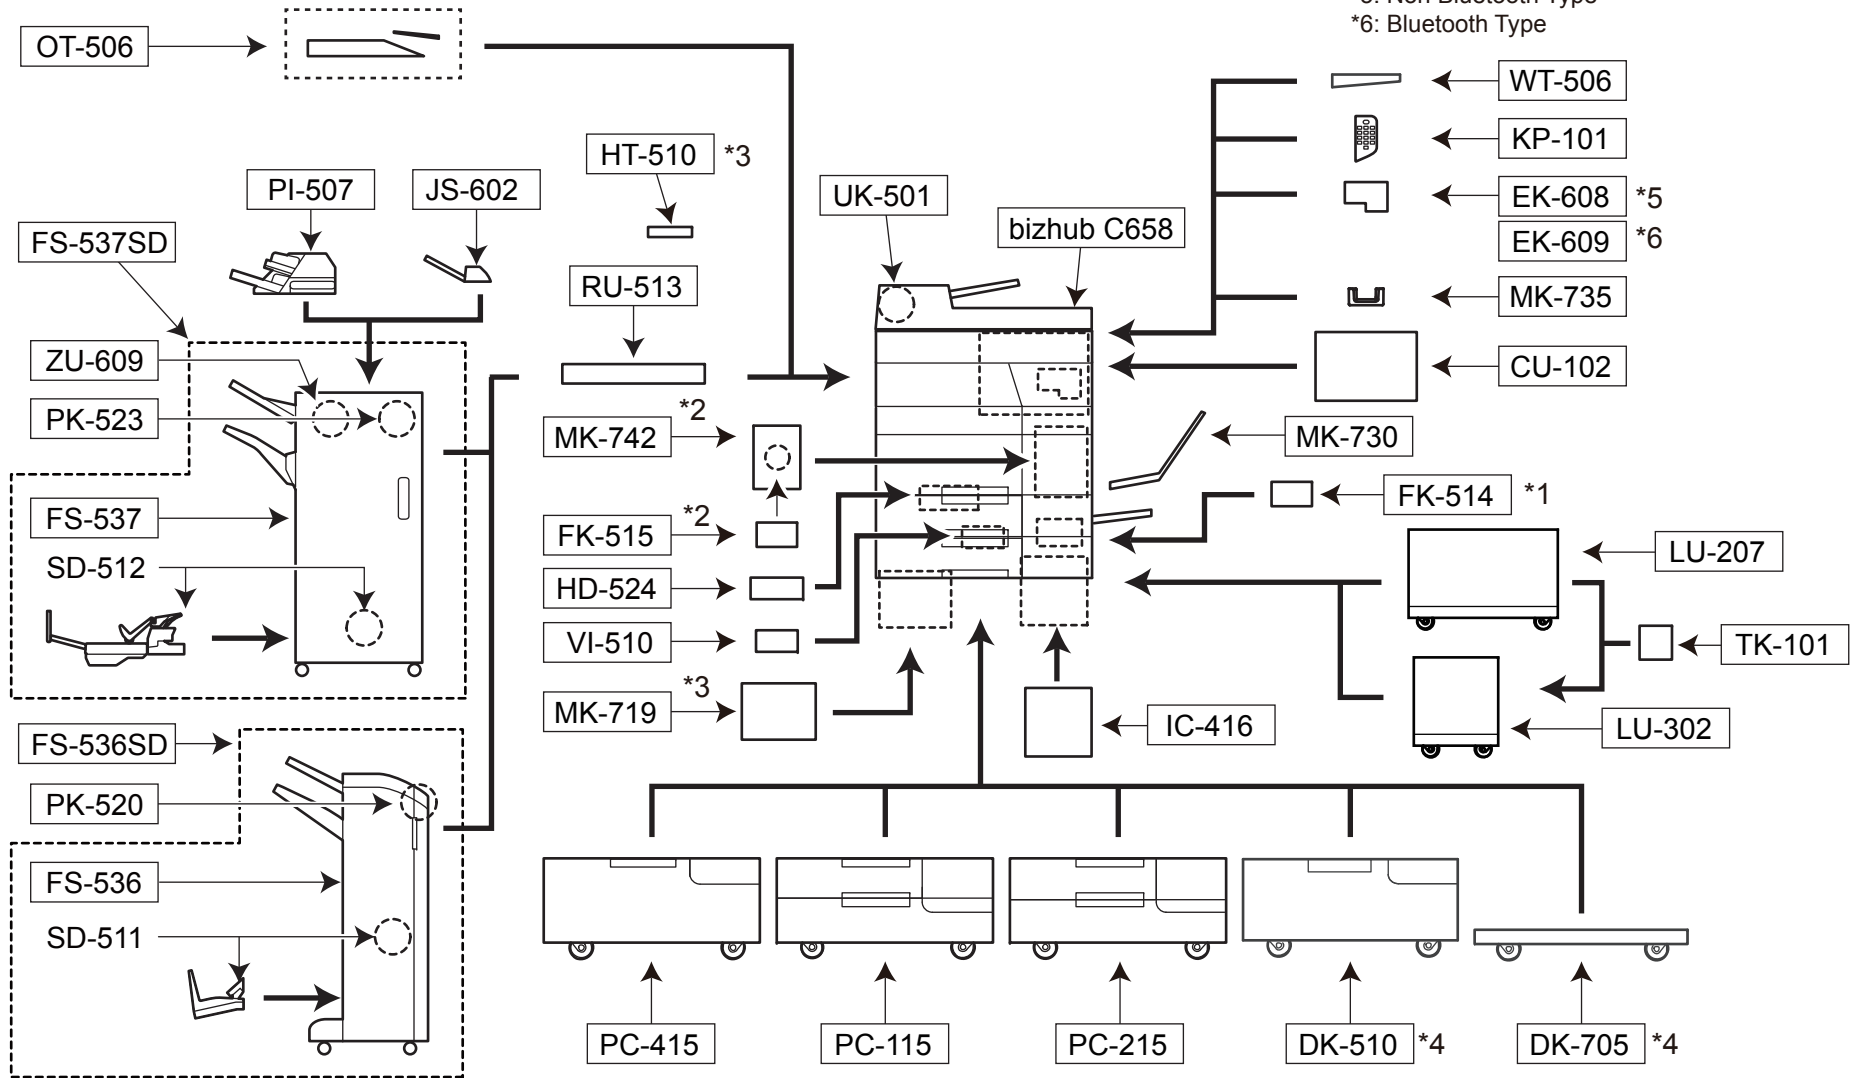 *5: Non Bluetooth Type
*6: Bluetooth Type
OT-506
WT-506
KP-101
HT-510 *3
PI-507
JS-602
UK-501
EK-608 *5
bizhub C658
FS-537SD
EK-609 *6
RU-513
MK-735
ZU-609
CU-102
PK-523
*2
MK-742
MK-730
FK-514 *1
FS-537
*2
FK-515
LU-207
SD-512
HD-524
VI-510
TK-101
*3
MK-719
IC-416
LU-302
FS-536SD
PK-520
FS-536
SD-511
PC-415
PC-115
PC-215
DK-510 *4
DK-705 *4